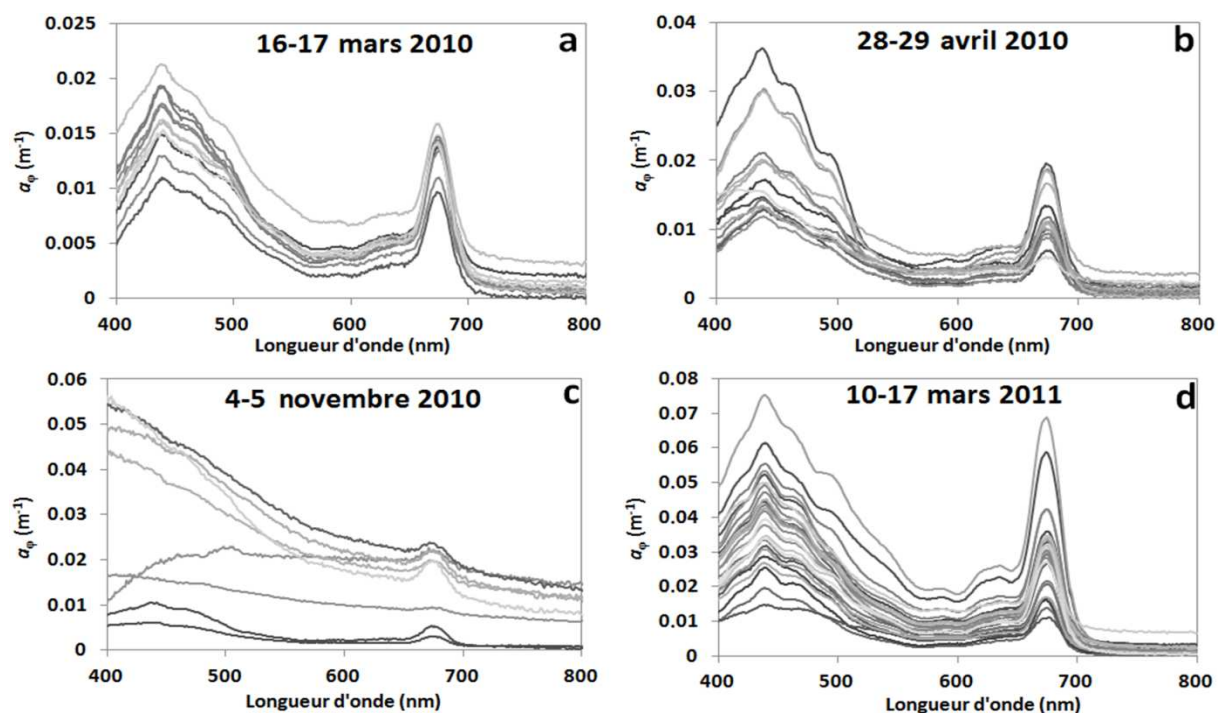 16-17 mars 2010
a
0.025
0.02
0.015
0.01
0.005
0
aφ (m-1)
400 500 600 700 800
Longueur d'onde (nm)
28-29 avril 2010
b
0.04
0.03
0.02
0.01
0
aφ (m-1)
400 500 600 700 800
Longueur d'onde (nm)
4-5 novembre 2010
c
0.06
0.05
0.04
0.03
0.02
0.01
0
aφ (m-1)
400 500 600 700 800
Longueur d'onde (nm)
10-17 mars 2011
d
0.08
0.07
0.06
0.05
0.04
0.03
0.02
0.01
0
aφ (m-1)
400 500 600 700 800
Longueur d'onde (nm)